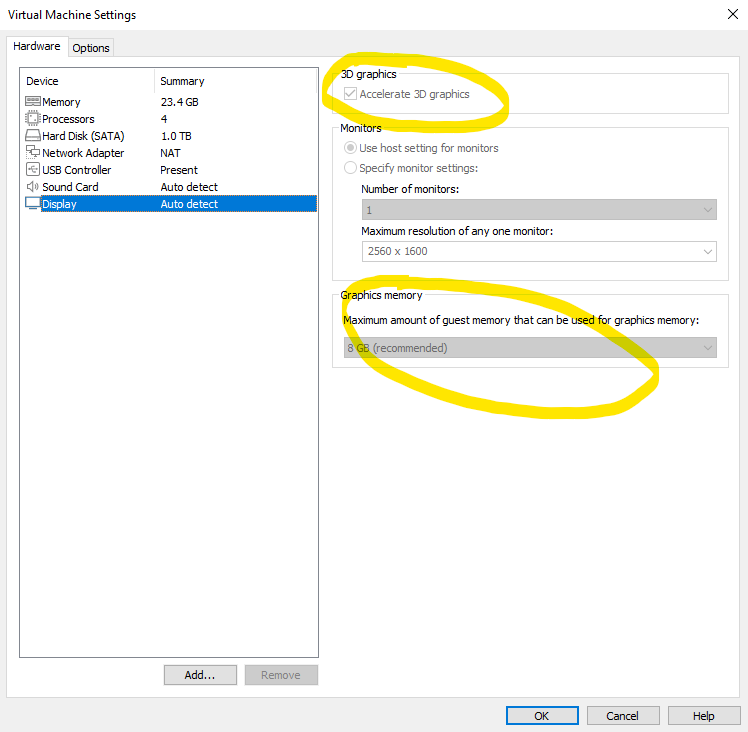 Virtual Machine Settings
Hardware
Options
Device Summary
Memory 23.4 GB
Processors 4
Hard Disk (SATA) 1.0 TB
Network Adapter NAT
USB Controller Present
Sound Card Auto detect
Display Auto detect
Add...
Remove
3D graphics
Accelerate 3D graphics
Monitors
Use host setting for monitors
Specify monitor settings:
Number of monitors:
1
Maximum resolution of any one monitor:
2560 x 1600
Graphics memory
Maximum amount of guest memory that can be used for graphics memory:
8 GB (recommended)
OK
Cancel
Help